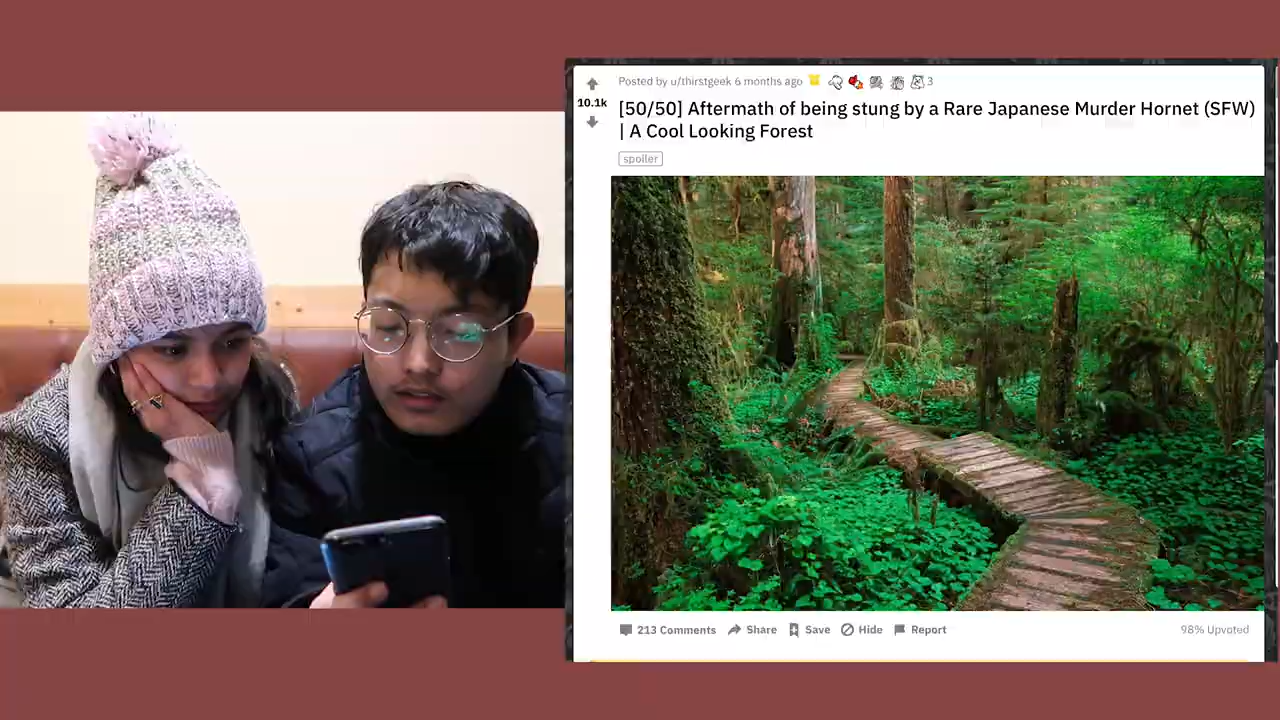 Posted by u/thirstgeek 6 months ago
3
10.1k
[50/50] Aftermath of being stung by a Rare Japanese Murder Hornet (SFW)
| A Cool Looking Forest
spoiler
213 Comments Share Save Hide Report 98% Upvoted